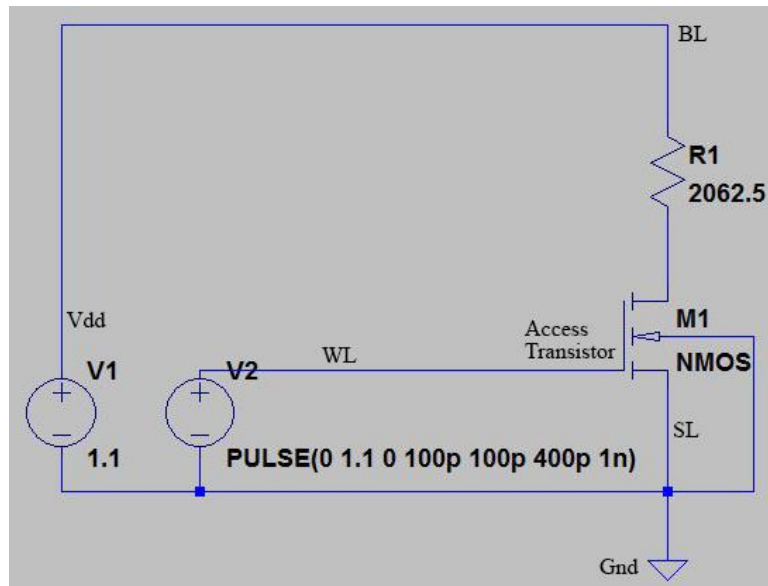 BL
R1
2062.5
Vdd
Access
Transistor
M1
WL
NMOS
V1
V2
SL
1.1
PULSE(0 1.1 0 100p 100p 400p 1n)
Gnd